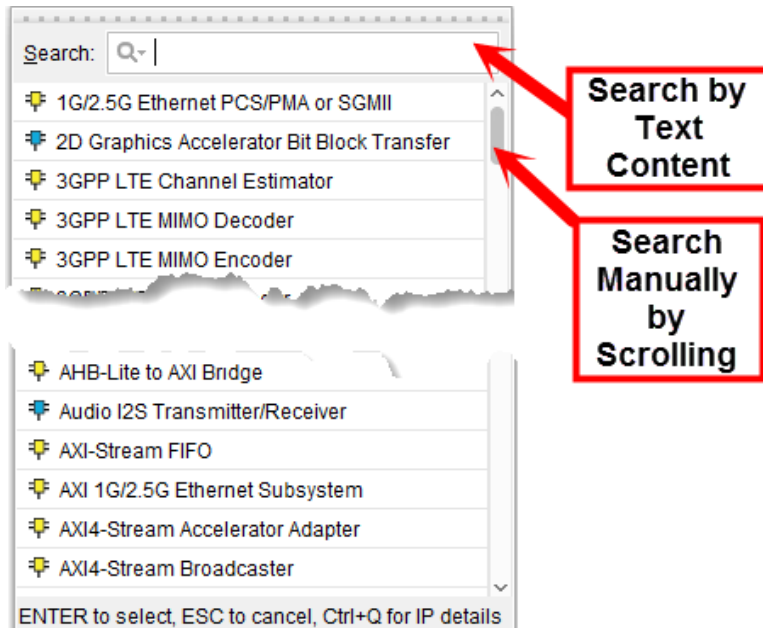 Search:
1G/2.5G Ethernet PCS/PMA or SGMII
2D Graphics Accelerator Bit Block Transfer
3GPP LTE Channel Estimator
3GPP LTE MIMO Decoder
3GPP LTE MIMO Encoder
AHB-Lite to AXI Bridge
Audio I2S Transmitter/Receiver
AXI-Stream FIFO
AXI 1G/2.5G Ethernet Subsystem
AXI4-Stream Accelerator Adapter
AXI4-Stream Broadcaster
ENTER to select, ESC to cancel, Ctrl+Q for IP details
Search by
Text
Content
Search
Manually
by
Scrolling